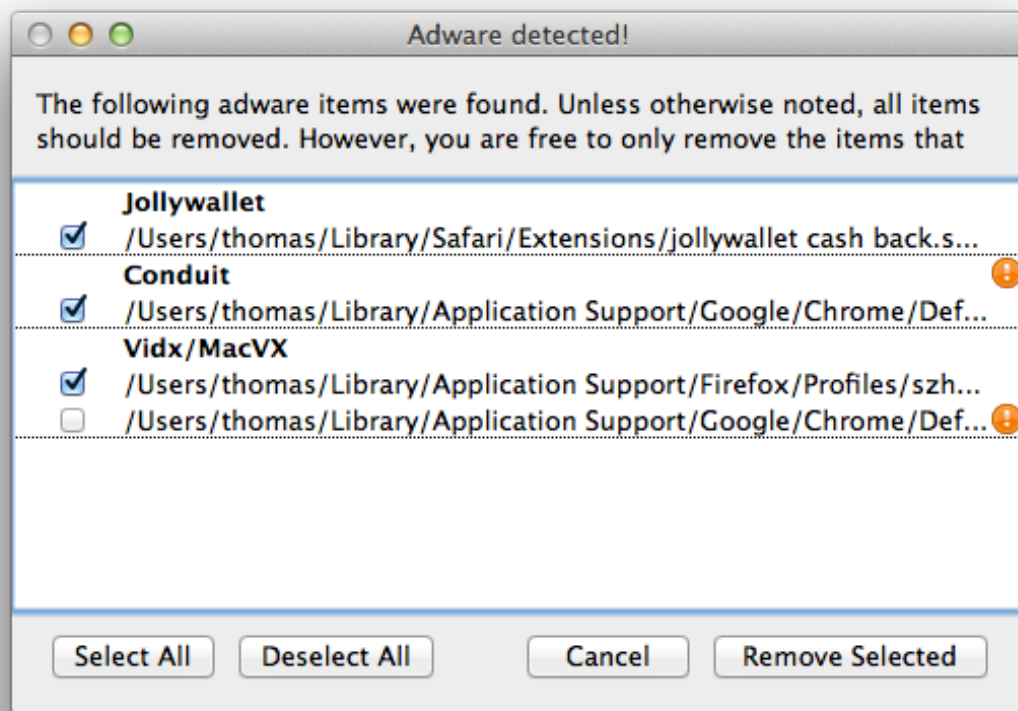 Adware detected!
The following adware items were found. Unless otherwise noted, all items
should be removed. However, you are free to only remove the items that
Jollywallet
/Users/thomas/Library/Safari/Extensions/jollywallet cash back.s...
Conduit
/Users/thomas/Library/Application Support/Google/Chrome/Def...
Vidx/MacVX
/Users/thomas/Library/Application Support/Firefox/Profiles/szh...
/Users/thomas/Library/Application Support/Google/Chrome/Def...
Select All Deselect All Cancel Remove Selected